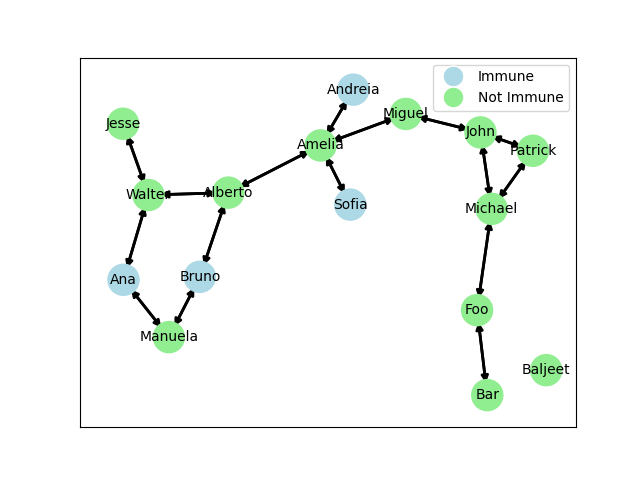 Andreia
Immune
Not Immune
Miguel
Jesse
John
Amelia
Patrick
Walter
Alberto
Sofia
Michael
Ana
Bruno
Foo
Manuela
Baljeet
Bar